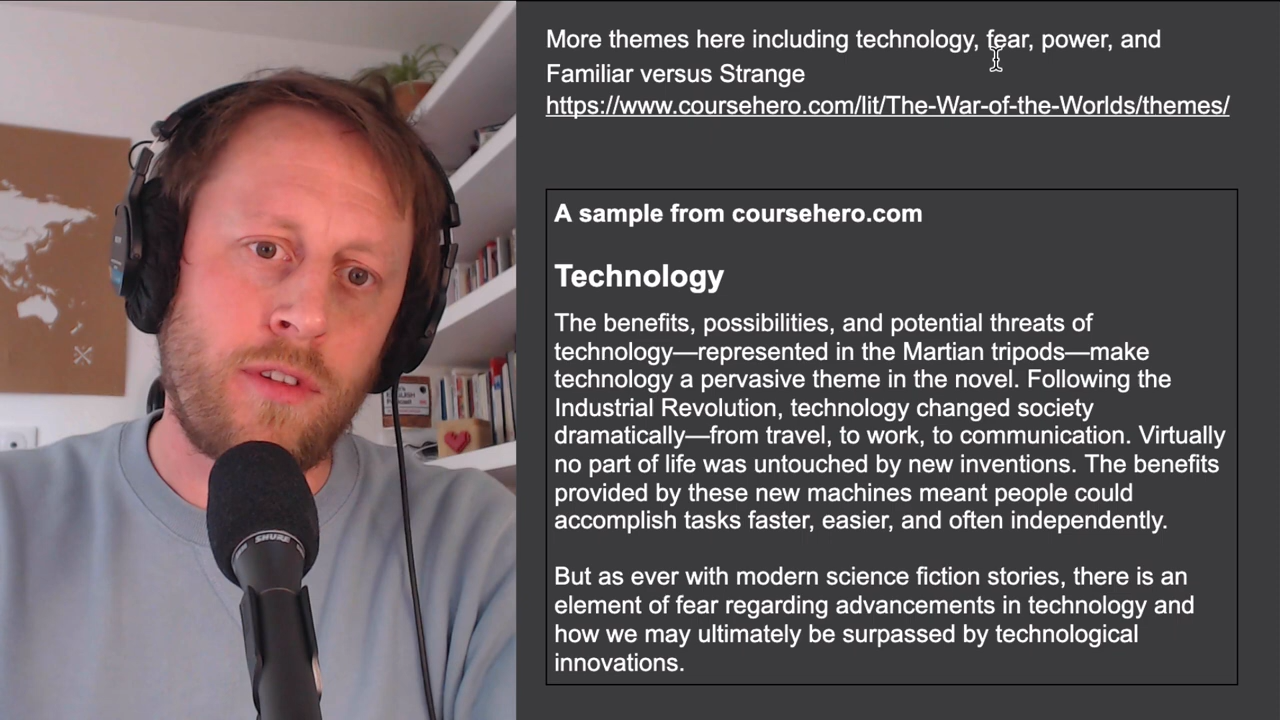 More themes here including technology, fear, power, and
Familiar versus Strange
https://www.coursehero.com/lit/The-War-of-the-Worlds/themes/
A sample from coursehero.com
Technology
The benefits, possibilities, and potential threats of
technology—represented in the Martian tripods—make
technology a pervasive theme in the novel. Following the
Industrial Revolution, technology changed society
dramatically—from travel, to work, to communication. Virtually
no part of life was untouched by new inventions. The benefits
provided by these new machines meant people could
accomplish tasks faster, easier, and often independently.
But as ever with modern science fiction stories, there is an
element of fear regarding advancements in technology and
how we may ultimately be surpassed by technological
innovations.
SHURE
ENGLISH